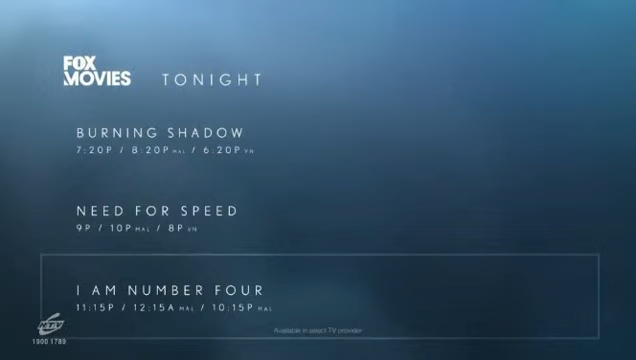 FOX
MOVIES
TONIGHT
BURNING SHADOW
7:20P / 8:20P MAL / 6:20P VN
NEED FOR SPEED
9P / 10P MAL / 8P VN
I AM NUMBER FOUR
11:15P / 12:15A MAL / 10:15P MAL
Available in select TV provider
1900 1789